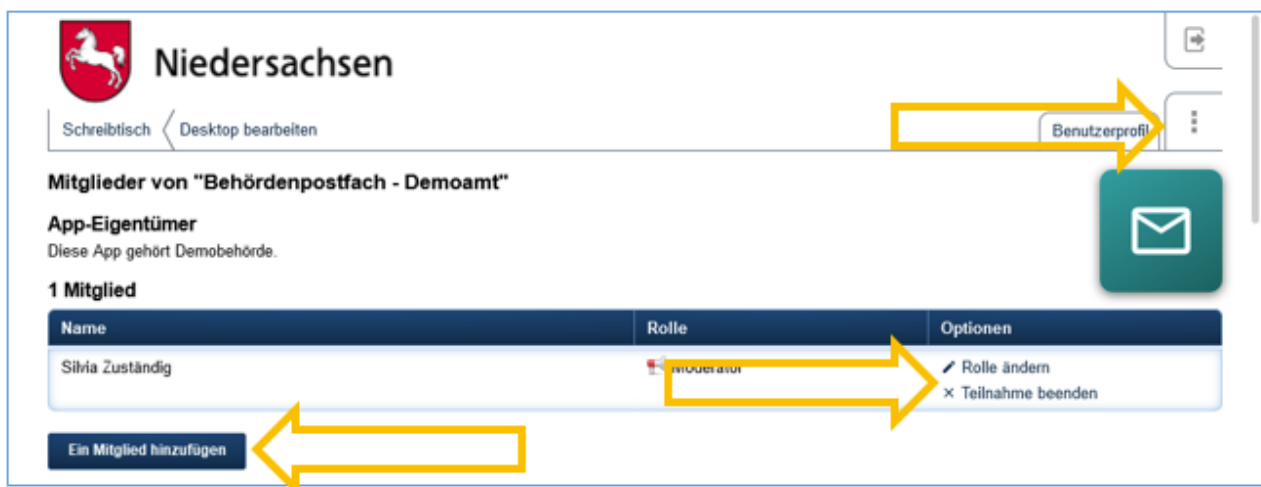 Niedersachsen
Schreibtisch Desktop bearbeiten Benutzerprofil
Mitglieder von "Behördenpostfach - Demoamt"
App-Eigentümer
Diese App gehört Demobehörde.
1 Mitglied
Name Rolle Optionen
Silvia Zuständig Moderator Rolle ändern
Teilnahme beenden
Ein Mitglied hinzufügen